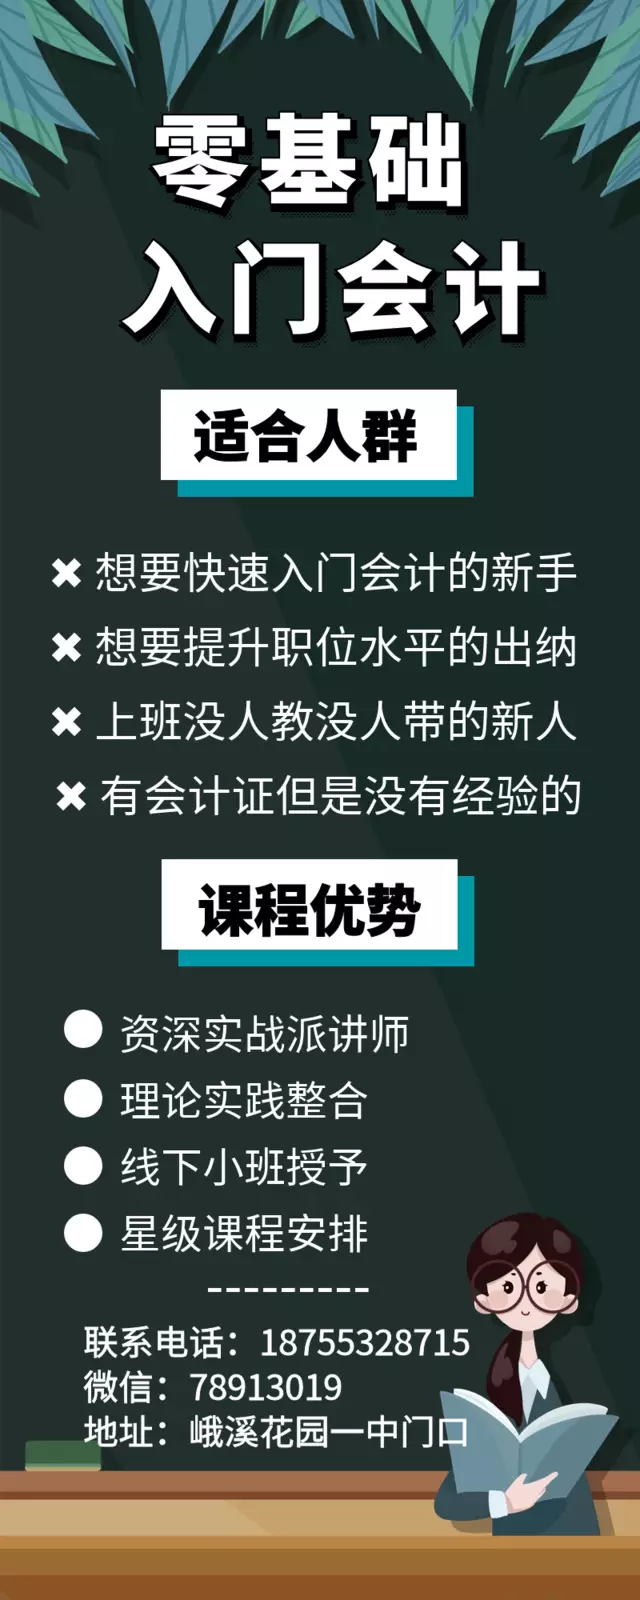 零基础
入门会计
适合人群
✖ 想要快速入门会计的新手
✖ 想要提升职位水平的出纳
✖ 上班没人教没人带的新人
✖ 有会计证但是没有经验的
课程优势
● 资深实战派讲师
● 理论实践整合
● 线下小班授予
● 星级课程安排
---------
联系电话：18755328715
微信：78913019
地址：峨溪花园一中门口